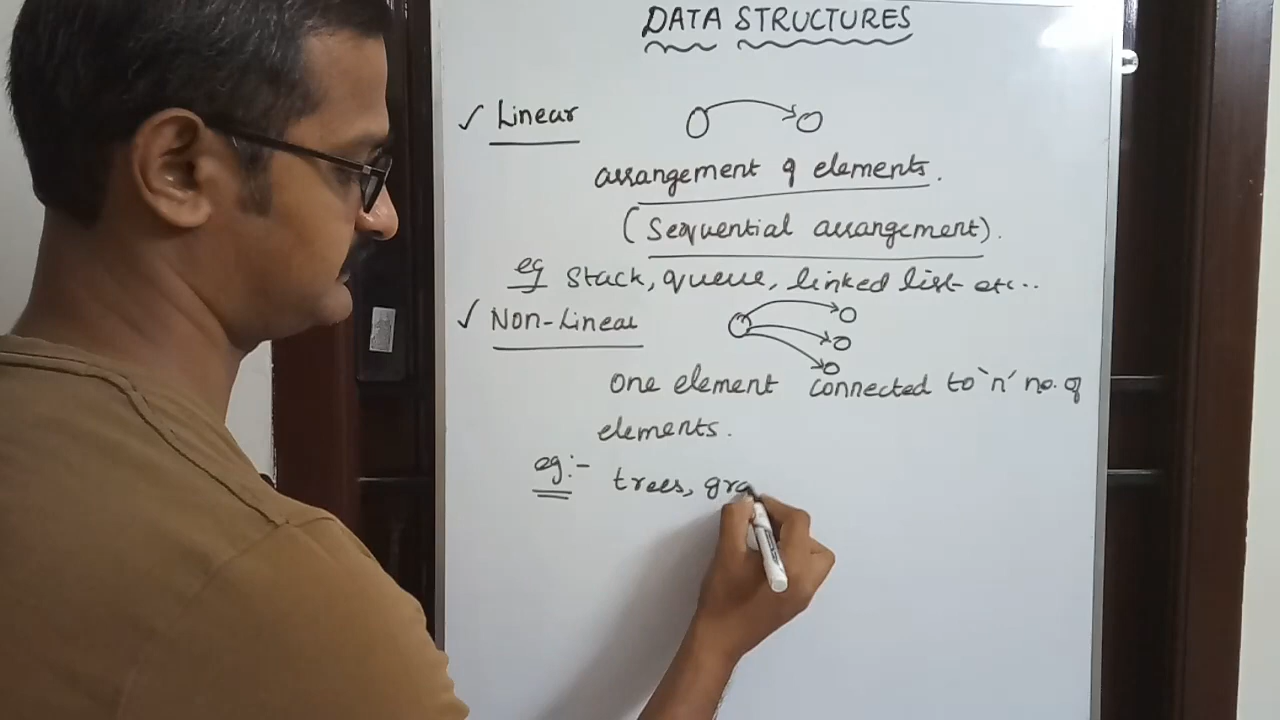 DATA STRUCTURES
✓ Linear
arrangement of elements.
(Sequential arrangement).
eg Stack, queue, linked list etc..
✓ Non-Linear
one element connected to 'n' no. of
elements.
eg:- trees, gra